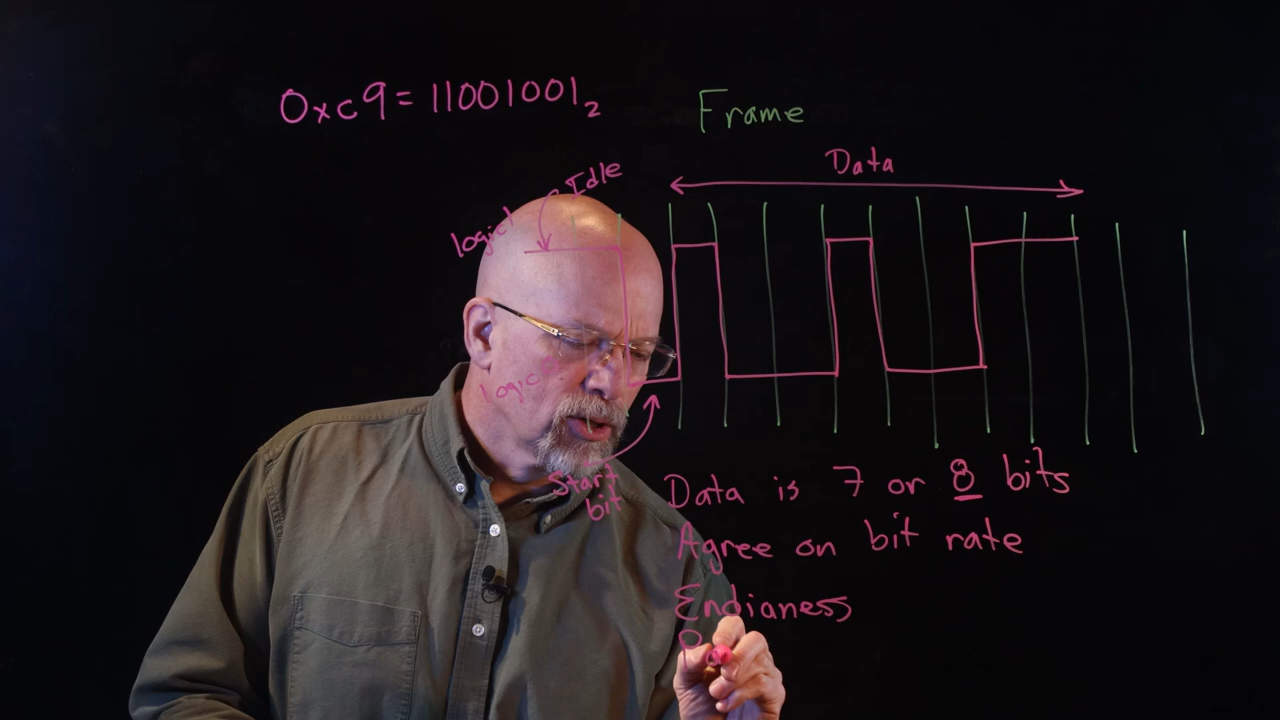 0xc9 = 11001001₂
Frame
Data
Idle
logic 1
logic
Start
bit
Data is 7 or 8 bits
Agree on bit rate
Endianess